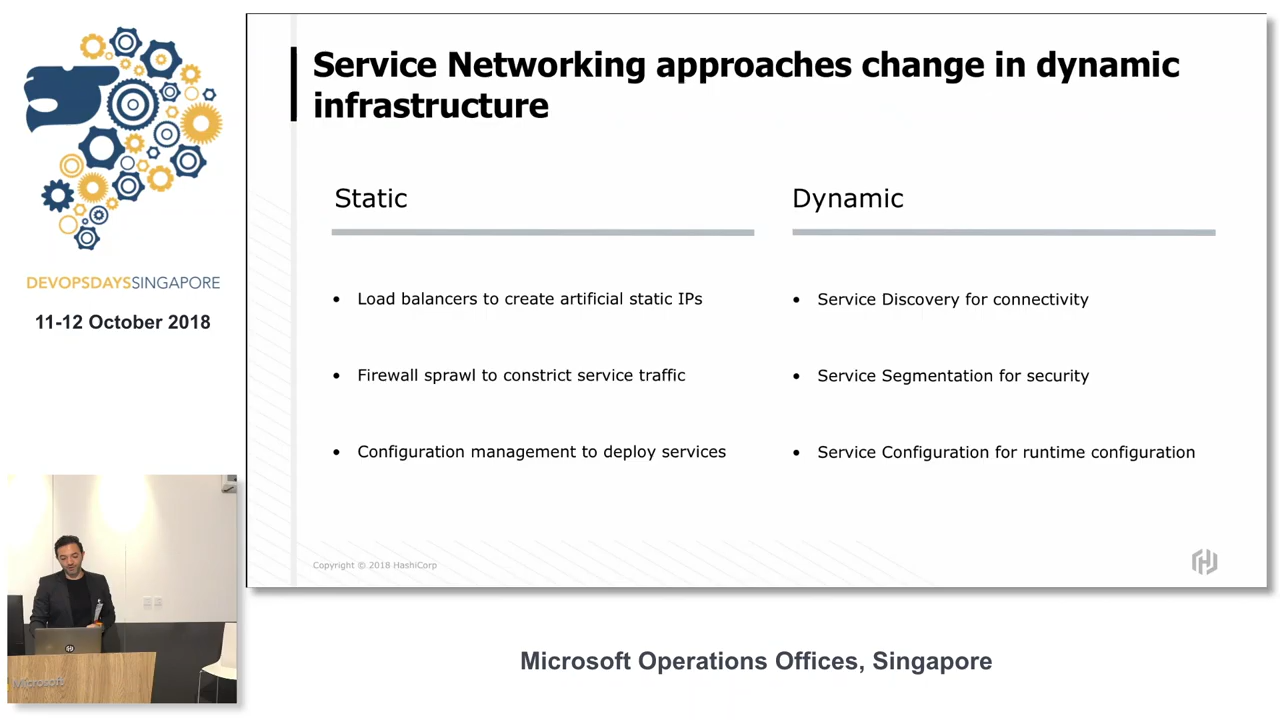 DEVOPSDAYSSINGAPORE
11-12 October 2018
Service Networking approaches change in dynamic
infrastructure
Static
• Load balancers to create artificial static IPs
• Firewall sprawl to constrict service traffic
• Configuration management to deploy services
Dynamic
• Service Discovery for connectivity
• Service Segmentation for security
• Service Configuration for runtime configuration
Copyright © 2018 HashiCorp
Microsoft
Microsoft Operations Offices, Singapore